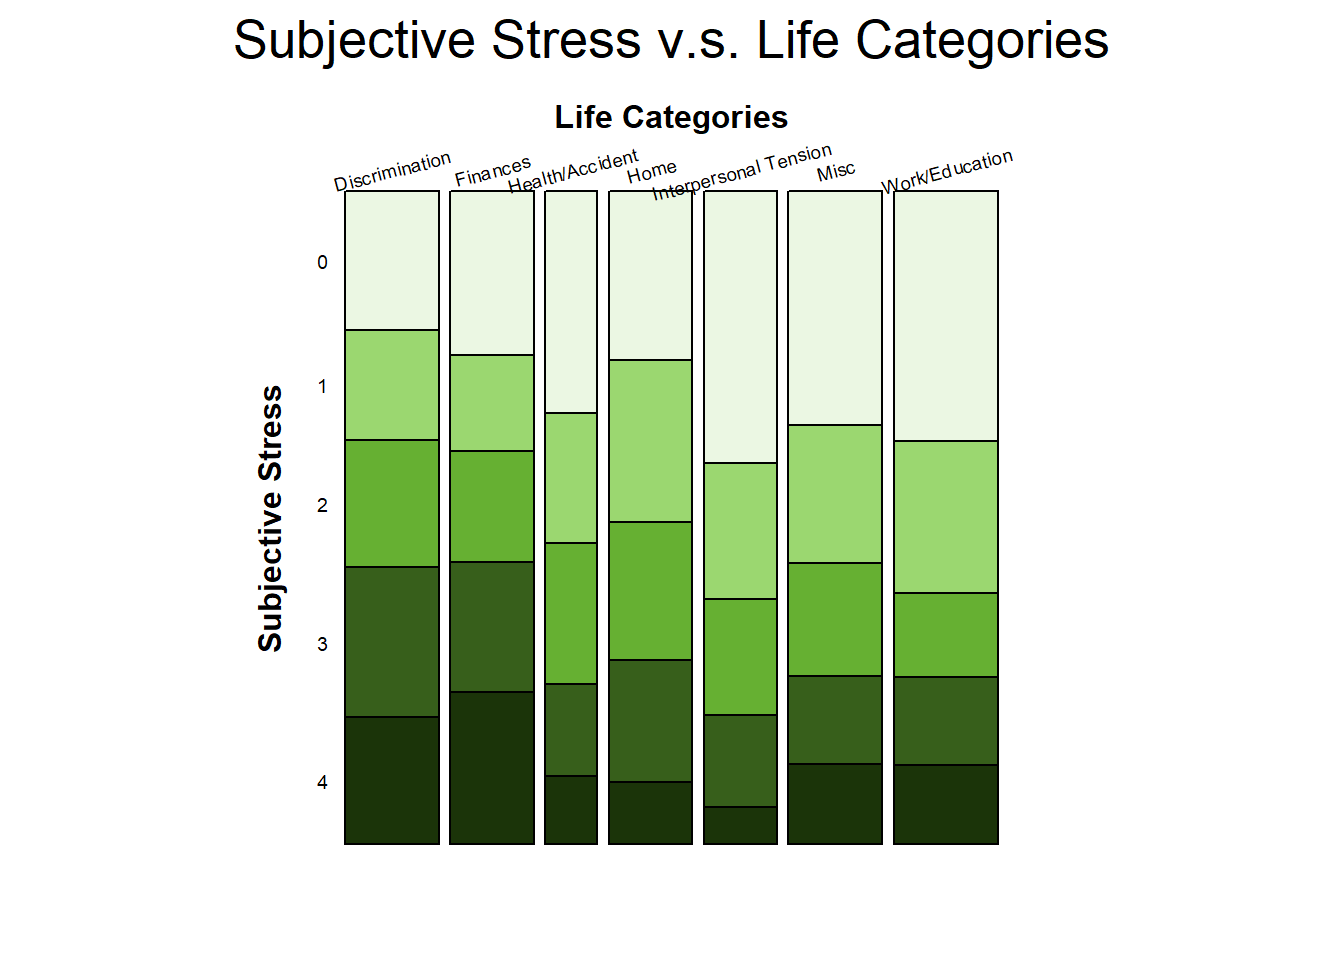 Subjective Stress v.s. Life Categories
Life Categories
Discrimination
Finances
Health/Accident
Home
Interpersonal Tension
Misc
Work/Education
Subjective Stress
0
1
2
3
4